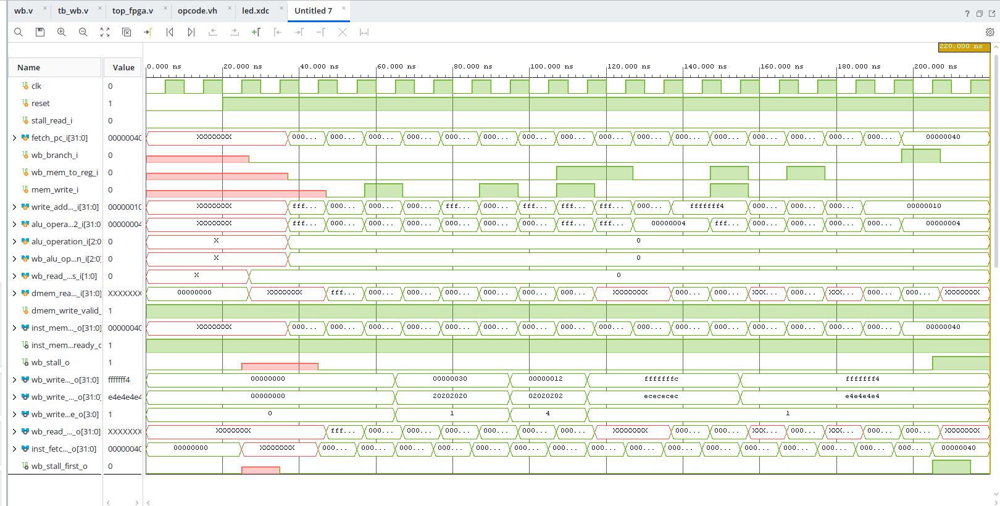 wb.v × tb_wb.v × top_fpga.v × opcode.vh × led.xdc × Untitled 7 ×
? 
220.000 ns
Name Value 0.000 ns 20.000 ns 40.000 ns 60.000 ns 80.000 ns 100.000 ns 120.000 ns 140.000 ns 160.000 ns 180.000 ns 200.000 ns
clk 0
reset 1
stall_read_i 0
fetch_pc_i[31:0] 00000040 XXXXXXXX 000... 000... 000... 000... 000... 000... 000... 000... 000... 000... 000... 000... 000... 000... 000... 000... 00000040
wb_branch_i 0
wb_mem_to_reg_i 0
mem_write_i 0
write_add..._i[31:0] 00000010 XXXXXXXX fff... 000... 000... 000... fff... 000... fff... fff... fff... 000... fffffff4 000... 000... 000... 00000010
alu_opera...2_i[31:0 00000004 XXXXXXXX fff... 000... 000... 000... 000... 000... 000... fff... fff... 00000004 fff... 000... 000... 000... 000... 00000004
alu_operation_i[2:0 0 X 0
wb_alu_op...n_i[2:0] 0 X 0
wb_read_...s_i[1:0] 0 X 0
dmem_rea..._i[31:0] XXXXXXX 00000000 XXXXXXXX fff... 000... 000... 000... 000... 000... 000... XXXXXXXX 000... 000... XXX... 000... XXX... 000... 000... XXXXXXXX
dmem_write_valid_ 1
inst_mem..._o[31:0] 00000040 XXXXXXXX 000... 000... 000... 000... 000... 000... 000... 000... 000... 000... 000... 000... 000... 000... 000... 000... 00000040
inst_mem...ready_o 1
wb_stall_o 1
wb_write..._o[31:0] fffffff4 00000000 00000030 00000012 fffffffc fffffff4
wb_write_..._o[31:0] e4e4e4e4 00000000 20202020 02020202 ecececec e4e4e4e4
wb_write...e_o[3:0] 1 0 1 4 1
wb_read_..._o[31:0] XXXXXXX XXXXXXXX fff... 000... 000... 000... 000... 000... 000... XXXXXXXX 000... 000... XXX... 000... XXX... 000... 000... XXXXXXXX
inst_fetc..._o[31:0] 00000040 00000000 XXXXXXXX 000... 000... 000... 000... 000... 000... 000... 000... 000... 000... 000... 000... 000... 000... 000... 000... 00000040
wb_stall_first_o 0